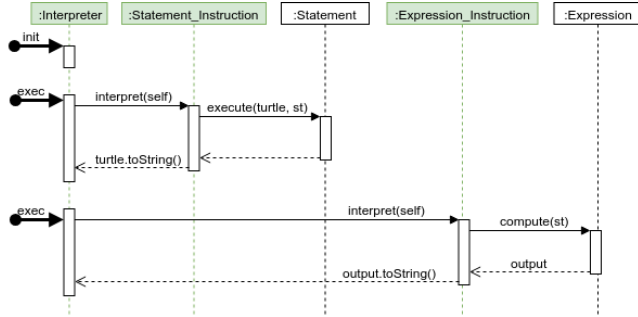 :Interpreter
:Statement_Instruction
:Statement
:Expression_Instruction
:Expression
init
exec
interpret(self)
execute(turtle, st)
turtle.toString()
exec
interpret(self)
compute(st)
output
output.toString()